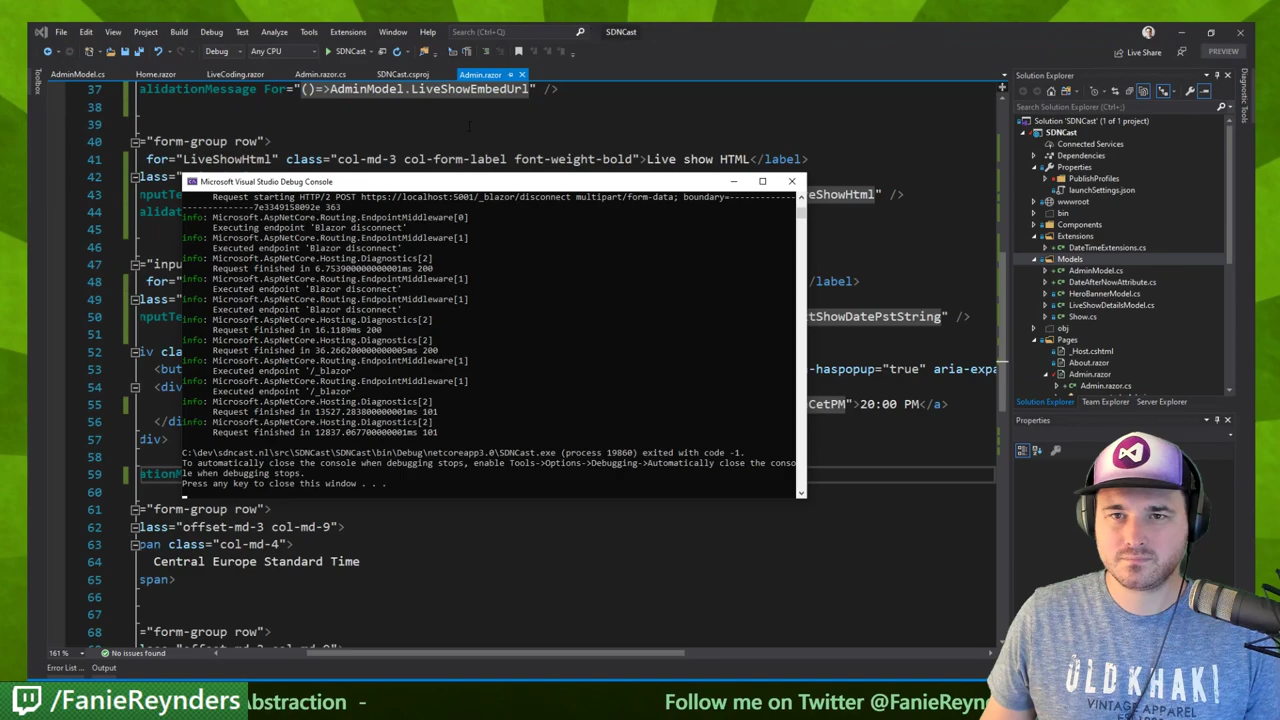 File Edit View Project Build Debug Test Analyze Tools Extensions Window Help Search (Ctrl+Q) SDNCast
Debug Any CPU SDNCast Live Share PREVIEW
AdminModel.cs Home.razor LiveCoding.razor Admin.razor.cs SDNCast.csproj Admin.razor
Toolbox
Diagnostic Tools
37 alidationMessage For="()=>AdminModel.LiveShowEmbedUrl" />
38
39
40 ="form-group row">
41 for="LiveShowHtml" class="col-md-3 col-form-label font-weight-bold">Live show HTML</label>
42 lass="
43 nputTe LiveShowHtml" />
44 alidat
45
46
47 ="inpu
48 for=" /label>
49 lass="
50 nputTe tShowDatePstString" />
51
52 iv cla
53 <but -haspopup="true" aria-expa
54 <div
55 CetPM">20:00 PM</a>
56 </di
57 div>
58
59 ationM
60
61 ="form-group row">
62 lass="offset-md-3 col-md-9">
63 pan class="col-md-4">
64 Central Europe Standard Time
65 span>
66
67
68 ="form-group row">
Microsoft Visual Studio Debug Console
Request starting HTTP/2 POST https://localhost:5001/_blazor/disconnect multipart/form-data; boundary=--------------
---------------7e3349158092e 363
info: Microsoft.AspNetCore.Routing.EndpointMiddleware[0]
Executing endpoint 'Blazor disconnect'
info: Microsoft.AspNetCore.Routing.EndpointMiddleware[1]
Executed endpoint 'Blazor disconnect'
info: Microsoft.AspNetCore.Hosting.Diagnostics[2]
Request finished in 6.753900000000001ms 200
info: Microsoft.AspNetCore.Routing.EndpointMiddleware[1]
Executed endpoint 'Blazor disconnect'
info: Microsoft.AspNetCore.Routing.EndpointMiddleware[1]
Executed endpoint 'Blazor disconnect'
info: Microsoft.AspNetCore.Hosting.Diagnostics[2]
Request finished in 16.1189ms 200
info: Microsoft.AspNetCore.Hosting.Diagnostics[2]
Request finished in 36.266200000000005ms 200
info: Microsoft.AspNetCore.Routing.EndpointMiddleware[1]
Executed endpoint '/_blazor'
info: Microsoft.AspNetCore.Routing.EndpointMiddleware[1]
Executed endpoint '/_blazor'
info: Microsoft.AspNetCore.Hosting.Diagnostics[2]
Request finished in 13527.283800000001ms 101
info: Microsoft.AspNetCore.Hosting.Diagnostics[2]
Request finished in 12837.067700000001ms 101
C:\dev\sdncast.nl\src\SDNCast\SDNCast\bin\Debug\netcoreapp3.0\SDNCast.exe (process 19860) exited with code -1.
To automatically close the console when debugging stops, enable Tools->Options->Debugging->Automatically close the conso
le when debugging stops.
Press any key to close this window . . .
Solution Explorer
Search Solution Explorer (Ctrl+;)
Solution 'SDNCast' (1 of 1 project)
SDNCast
Connected Services
Dependencies
Properties
PublishProfiles
launchSettings.json
wwwroot
bin
Components
Extensions
DateTimeExtensions.cs
Models
AdminModel.cs
DateAfterNowAttribute.cs
HeroBannerModel.cs
LiveShowDetailsModel.cs
Show.cs
obj
Pages
_Host.cshtml
About.razor
Admin.razor
Admin.razor.cs
Solution Explorer Team Explorer Server Explorer
Properties
161 % No issues found
Error List ... Output
OLD KHAKI
VINTAGE APPAREL
/FanieReynders Abstraction - Follow me on Twitter @FanieReyn